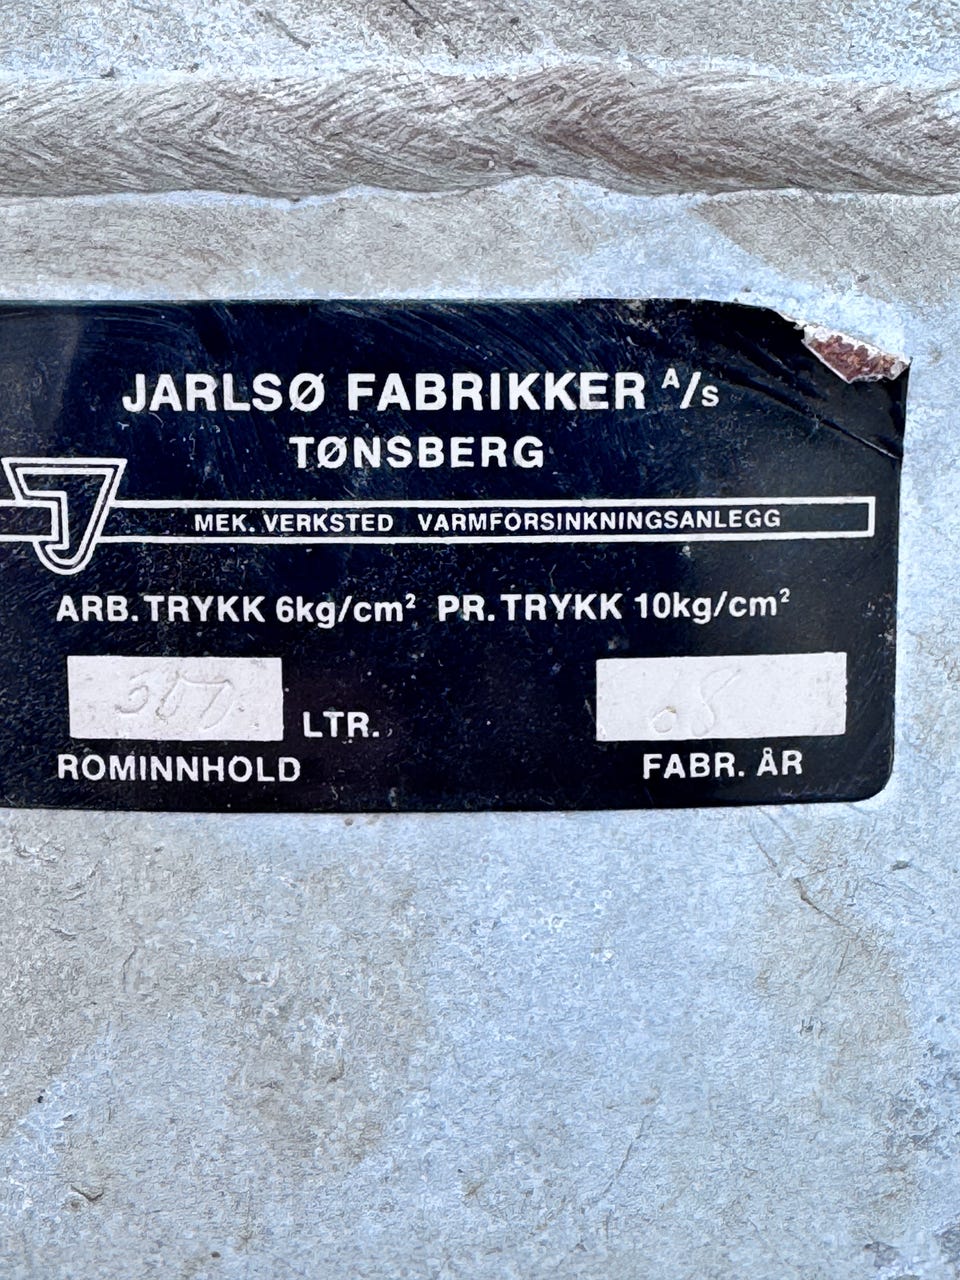 JARLSØ FABRIKKER A/s
TØNSBERG
MEK. VERKSTED VARMFORSINKNINGSANLEGG
ARB. TRYKK 6kg/cm² PR. TRYKK 10kg/cm²
LTR.
ROMINNHOLD FABR. ÅR